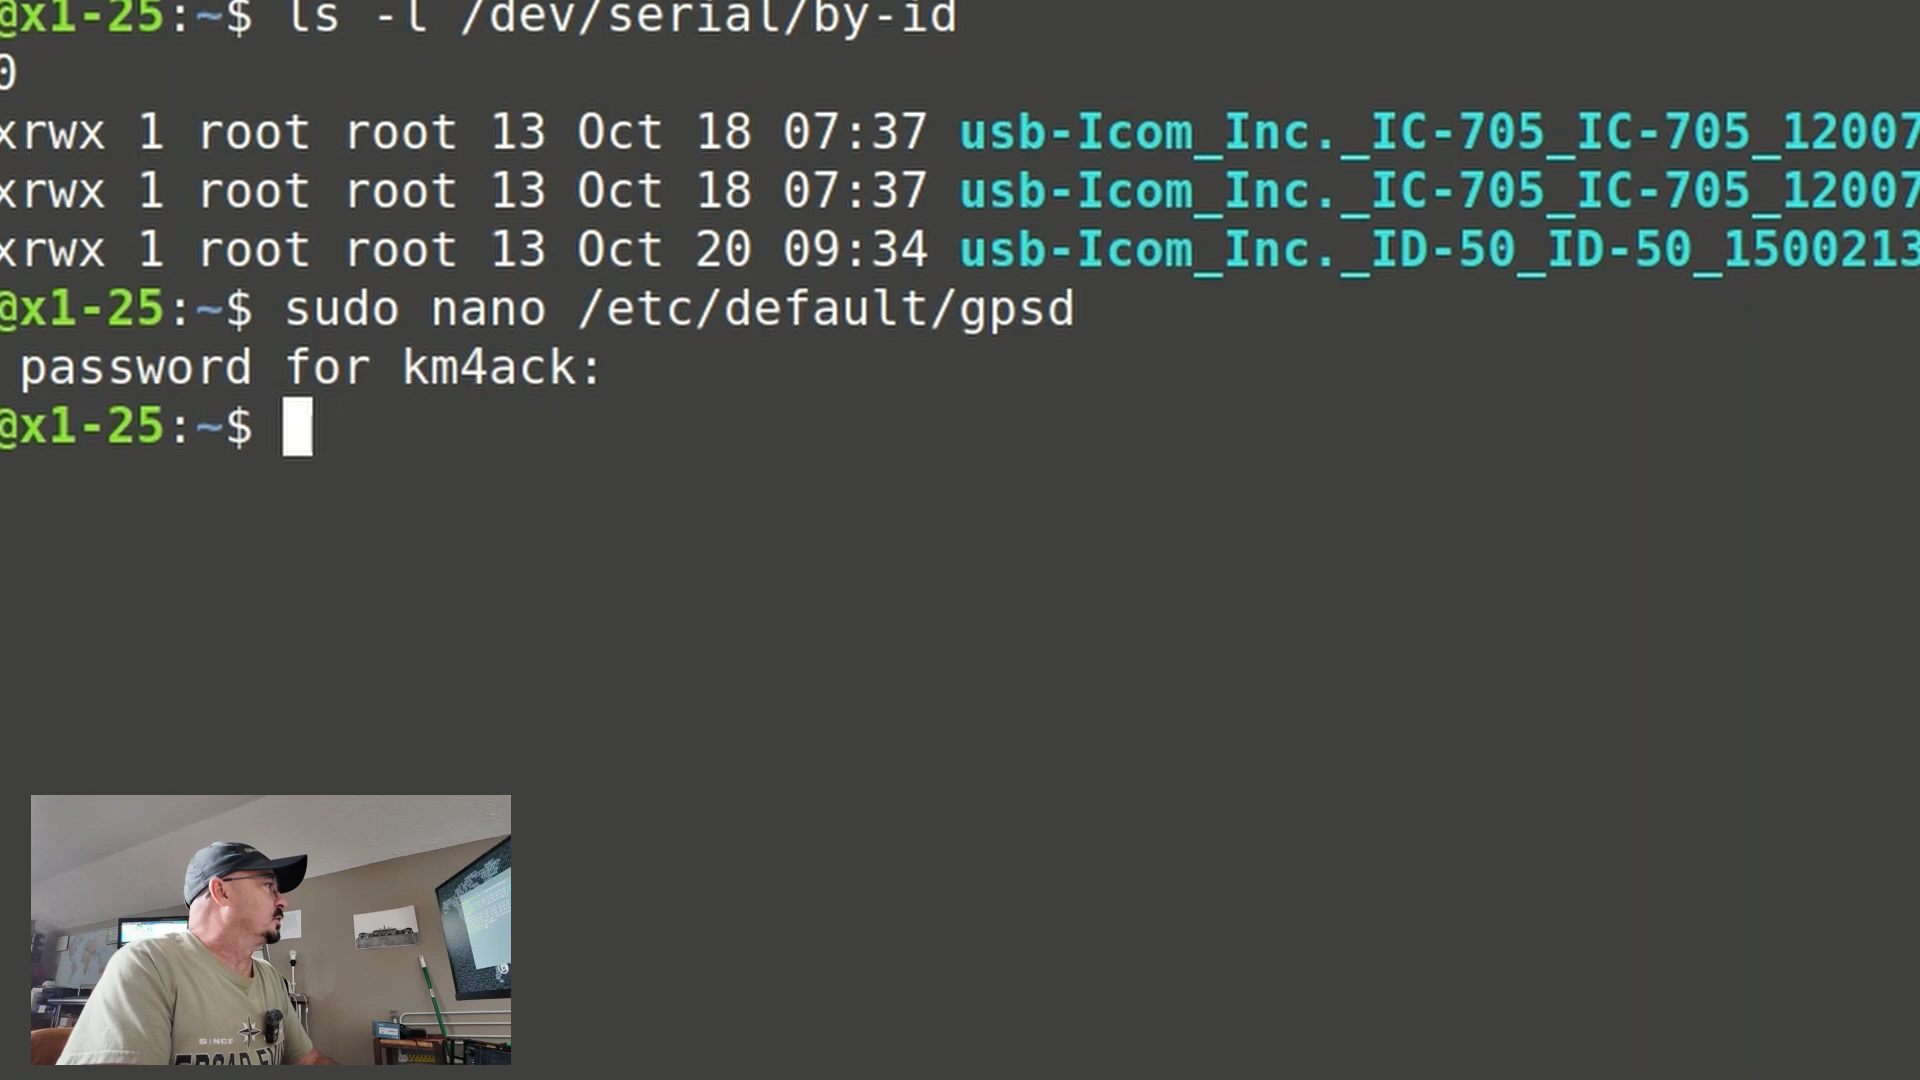 @x1-25:~$ ls -l /dev/serial/by-id
0
xrwx 1 root root 13 Oct 18 07:37 usb-Icom_Inc._IC-705_IC-705_12007
xrwx 1 root root 13 Oct 18 07:37 usb-Icom_Inc._IC-705_IC-705_12007
xrwx 1 root root 13 Oct 20 09:34 usb-Icom_Inc._ID-50_ID-50_1500213
@x1-25:~$ sudo nano /etc/default/gpsd
password for km4ack:
@x1-25:~$
SINCE